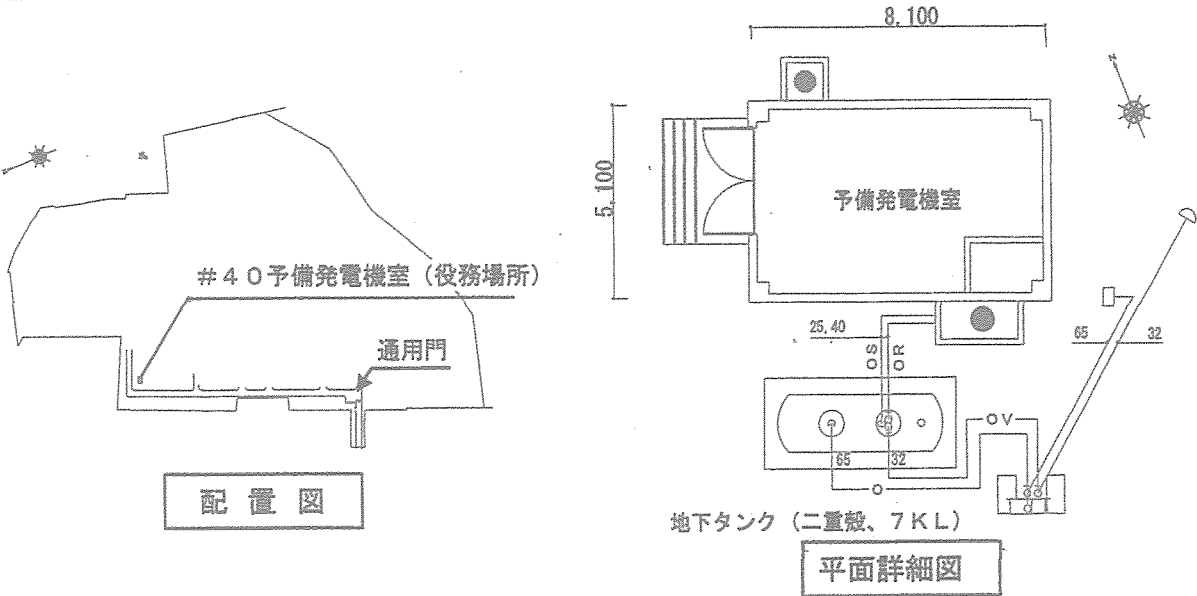 ＃４０予備発電機室（役務場所）
通用門
配置図
8,100
N
5,100
予備発電機室
25,40
OS
OR
65
32
65
32
OV
O
地下タンク（二重殻、７ＫＬ）
平面詳細図